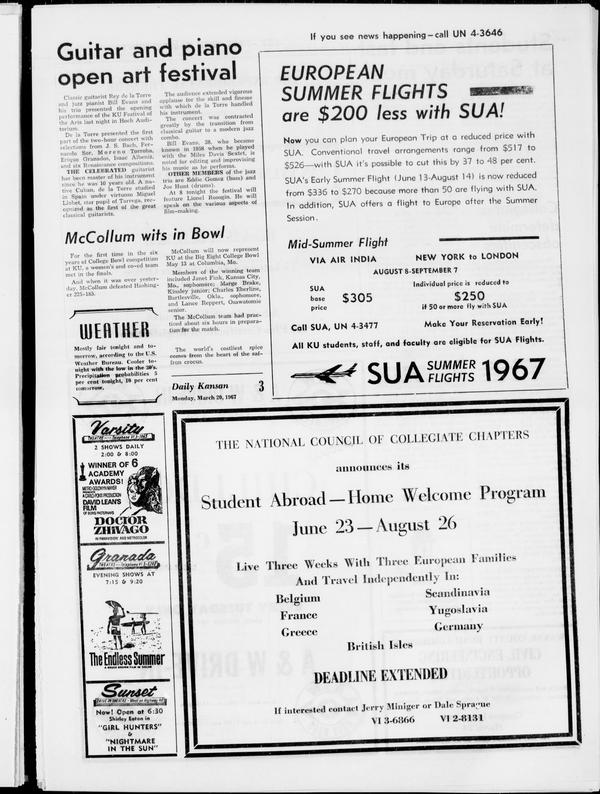 If you see news happening—call UN 4-3646
Guitar and piano
open art festival
Classic guitarist Rey de la Torre
and jazz pianist Bill Evans and
his trio presented the opening
performance of the KU Festival of
the Arts last night in Hoch Audi-
torium.
De la Torre presented the first
part of the two-hour concert with
selections from J. S. Bach, Fer-
nando Sor, Moreno Torroba,
Enrique Granados, Isaac Albeniz,
and six Renaissance compositions.
THE CELEBRATED guitarist
has been master of his instrument
since he was 10 years old. A na-
tive Cuban, de la Torre studied
in Spain under virtuoso Miguel
Llobet, star pupil of Tarrega, rec-
ognized as the first of the great
classical guitarists.
The audience extended vigorous
applause for the skill and finesse
with which de la Torre handled
his instrument.
The concert was contrasted
greatly by the transition from
classical guitar to a modern jazz
combo.
Bill Evans, 38, who became
known in 1958 when he played
with the Miles Davis Sextet, is
noted for editing and improvising
his music as he performs.
OTHER MEMBERS of the jazz
trio are Eddie Gomez (bass) and
Joe Hunt (drums).
At 8 tonight the festival will
feature Lionel Rosogin. He will
speak on the various aspects of
film-making.
McCollum wits in Bowl
For the first time in the six
years of College Bowl competition
at KU, a women's and co-ed team
met in the finals.
And when it was over yester-
day, McCollum defeated Hashing-
er 225-185.
McCollum will now represent
KU at the Big Eight College Bowl
May 13 at Columbia, Mo.
Members of the winning team
included Janet Fink, Kansas City,
Mo., sophomore; Marge Brake,
Kinsley junior; Charles Eberline,
Bartlesville, Okla., sophomore,
and Lance Reppert, Osawatomie
senior.
The McCollum team had prac-
ticed about six hours in prepara-
tion for the match.
The world's costliest spice
comes from the heart of the saf-
fron crocus.
WEATHER
Mostly fair tonight and to-
morrow, according to the U.S.
Weather Bureau. Cooler to-
night with the low in the 20's.
Precipitation probabilities 5
per cent tonight, 10 per cent
tomorrow.
Daily Kansan 3
Monday, March 20, 1967
EUROPEAN
SUMMER FLIGHTS
are $200 less with SUA!
Now you can plan your European Trip at a reduced price with
SUA. Conventional travel arrangements range from $517 to
$526—with SUA it's possible to cut this by 37 to 48 per cent.
SUA's Early Summer Flight (June 13-August 14) is now reduced
from $336 to $270 because more than 50 are flying with SUA.
In addition, SUA offers a flight to Europe after the Summer
Session.
Mid-Summer Flight
VIA AIR INDIA NEW YORK to LONDON
AUGUST 8-SEPTEMBER 7
SUA
base $305
price
Individual price is reduced to
$250
if 50 or more fly with SUA
Call SUA, UN 4-3477 Make Your Reservation Early!
All KU students, staff, and faculty are eligible for SUA Flights.
SUA SUMMER FLIGHTS 1967
Varsity
2 SHOWS DAILY
2:00 & 8:00
WINNER OF 6
ACADEMY
AWARDS!
METRO-GOLDWYN-MAYER
A CARLO PONTI PRODUCTION
DAVID LEAN'S
FILM
OF BORIS PASTERNAK'S
DOCTOR
ZHIVAGO
IN PANAVISION AND METROCOLOR
Granada
EVENING SHOWS AT
7:15 & 9:20
The Endless Summer
Sunset
Now! Open at 6:30
Shirley Eaton in
"GIRL HUNTERS"
&
"NIGHTMARE
IN THE SUN"
THE NATIONAL COUNCIL OF COLLEGIATE CHAPTERS
announces its
Student Abroad—Home Welcome Program
June 23—August 26
Live Three Weeks With Three European Families
And Travel Independently In:
Belgium Scandinavia
France Yugoslavia
Greece Germany
British Isles
DEADLINE EXTENDED
If interested contact Jerry Miniger or Dale Sprague
VI 3-6866 VI 2-8131